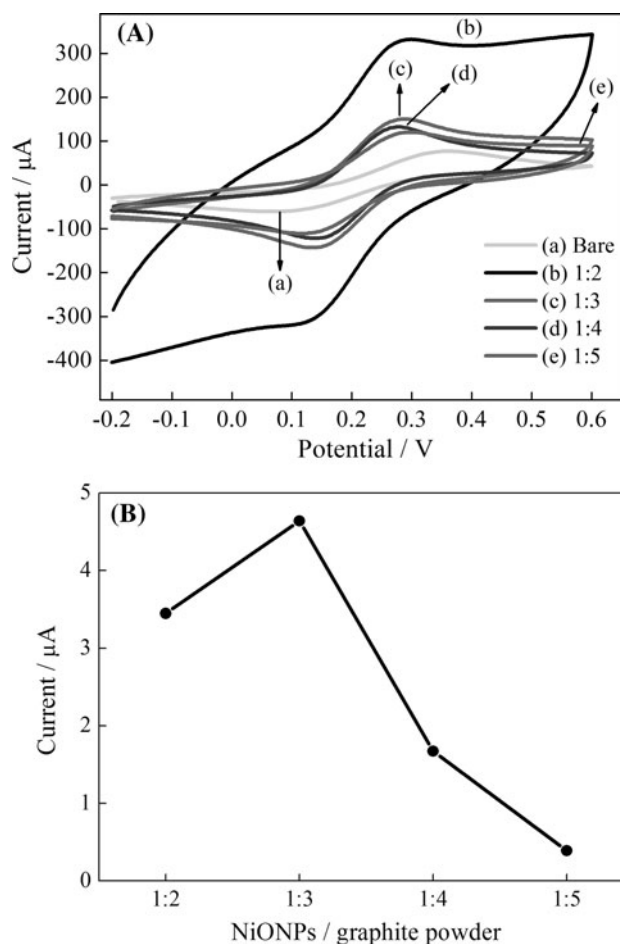 (A)
(b)
(c)
(d)
(e)
(a)
300
200
100
0
-100
-200
-300
-400
Current / µA
(a) Bare
(b) 1:2
(c) 1:3
(d) 1:4
(e) 1:5
-0.2 -0.1 0.0 0.1 0.2 0.3 0.4 0.5 0.6
Potential / V
(B)
5
4
3
2
1
0
Current / µA
1:2 1:3 1:4 1:5
NiONPs / graphite powder